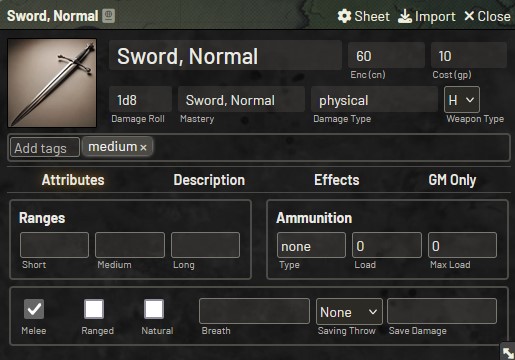 Sword, Normal Sheet Import Close
Sword, Normal 60 10
Enc (cn) Cost (gp)
1d8 Sword, Normal physical H
Damage Roll Mastery Damage Type Weapon Type
Add tags medium ×
Attributes Description Effects GM Only
Ranges Ammunition
none 0 0
Short Medium Long Type Load Max Load
None
Melee Ranged Natural Breath Saving Throw Save Damage